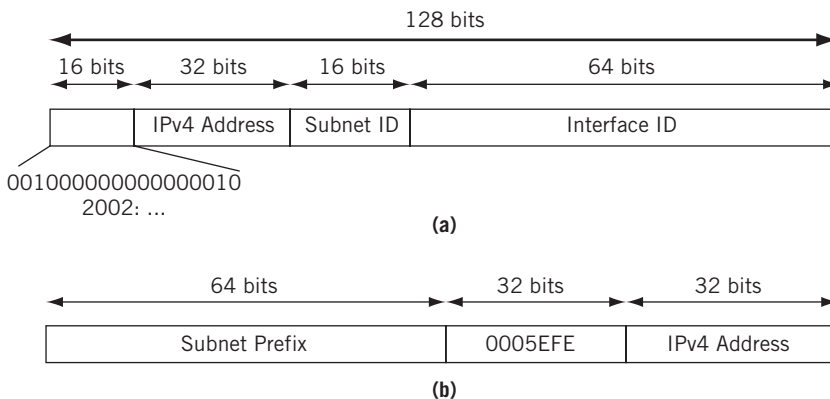 128 bits
16 bits 32 bits 16 bits 64 bits
IPv4 Address Subnet ID Interface ID
001000000000000010
2002: ...
(a)
64 bits 32 bits 32 bits
Subnet Prefix 0005EFE IPv4 Address
(b)